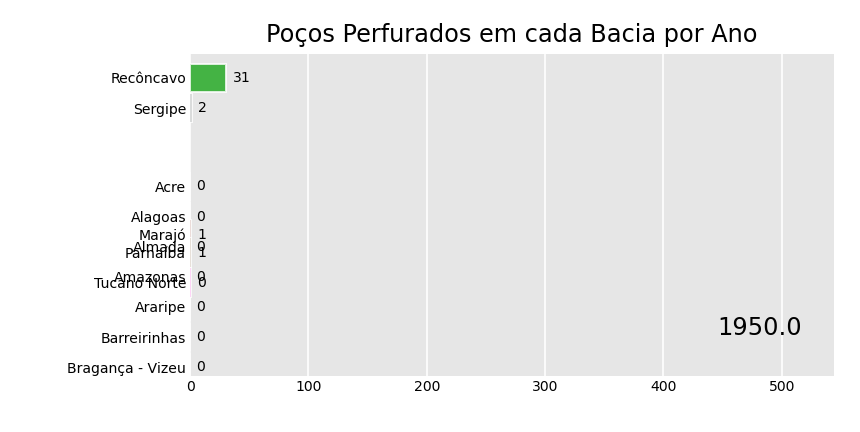 Poços Perfurados em cada Bacia por Ano
Recôncavo 31
Sergipe 2
Acre 0
Alagoas 0
Marajó 1
Almada 0
Parnaíba 1
Amazonas 0
Tucano Norte 0
Araripe 0
1950.0
Barreirinhas 0
Bragança - Vizeu 0
0 100 200 300 400 500